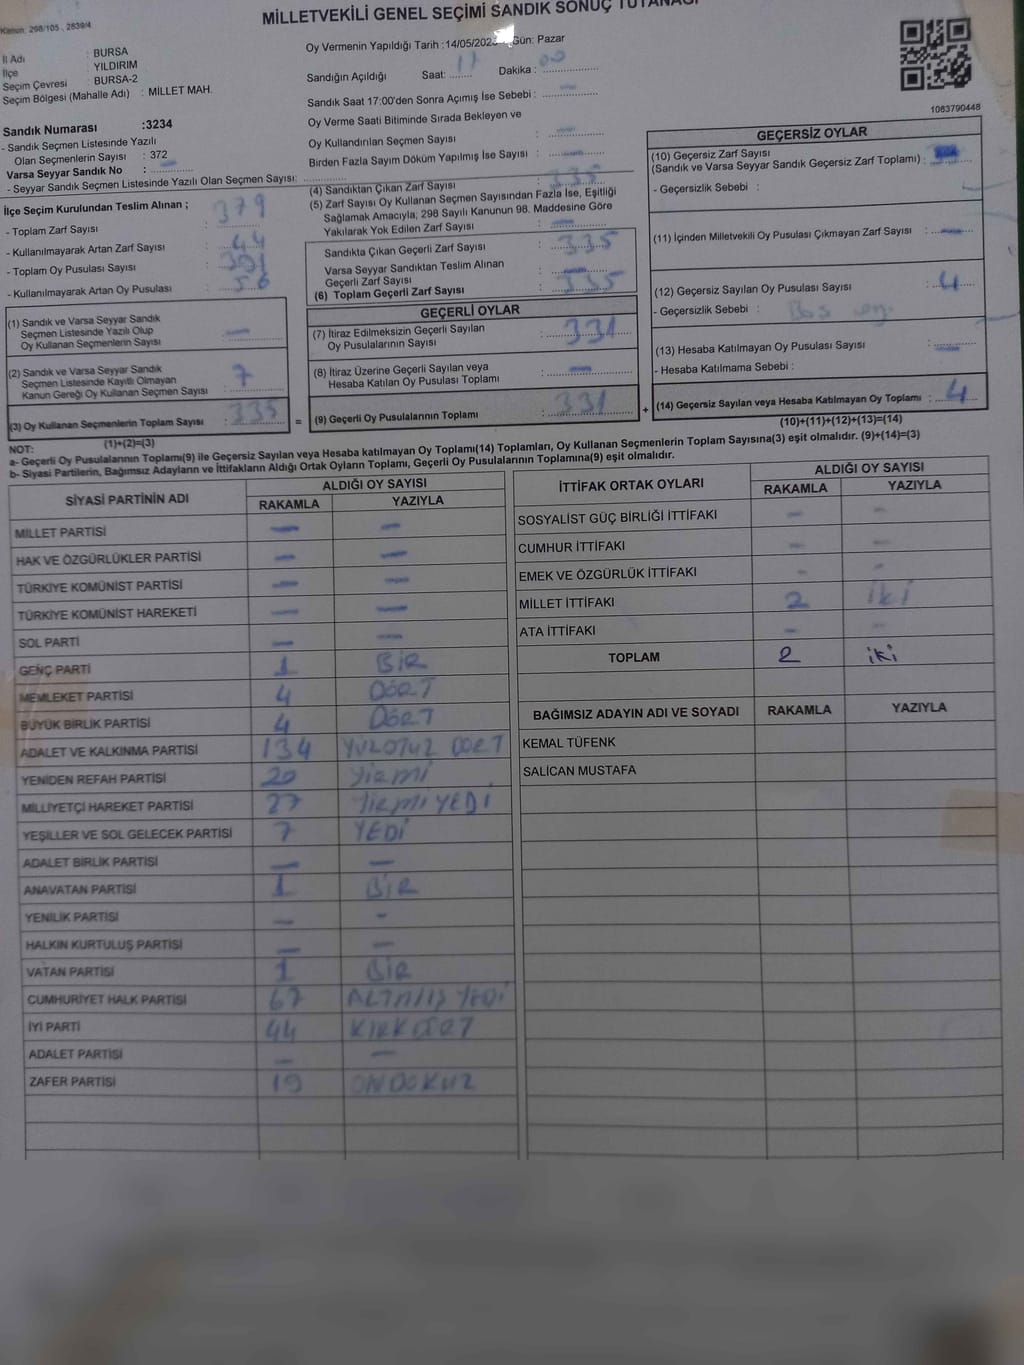 MİLLETVEKİLİ GENEL SEÇİMİ SANDIK SONUÇ TUTANAĞI
Kanun: 298/105 , 2839/4
İl Adı : BURSA
İlçe : YILDIRIM
Seçim Çevresi : BURSA-2
Seçim Bölgesi (Mahalle Adı) : MİLLET MAH.
Sandık Numarası :3234
- Sandık Seçmen Listesinde Yazılı
Olan Seçmenlerin Sayısı : 372
Varsa Seyyar Sandık No : -
- Seyyar Sandık Seçmen Listesinde Yazılı Olan Seçmen Sayısı:
Oy Vermenin Yapıldığı Tarih :14/05/2023 Gün: Pazar
Sandığın Açıldığı Saat: 17 Dakika : 00
Sandık Saat 17:00'den Sonra Açımış İse Sebebi : -
Oy Verme Saati Bitiminde Sırada Bekleyen ve
Oy Kullandırılan Seçmen Sayısı : -
Birden Fazla Sayım Döküm Yapılmış İse Sayısı : -
1083790448
İlçe Seçim Kurulundan Teslim Alınan ;
- Toplam Zarf Sayısı : 379
- Kullanılmayarak Artan Zarf Sayısı : 44
- Toplam Oy Pusulası Sayısı : 391
- Kullanılmayarak Artan Oy Pusulası : 56
(1) Sandık ve Varsa Seyyar Sandık
Seçmen Listesinde Yazılı Olup
Oy Kullanan Seçmenlerin Sayısı : -
(2) Sandık ve Varsa Seyyar Sandık
Seçmen Listesinde Kayıtlı Olmayan
Kanun Gereği Oy Kullanan Seçmen Sayısı : 7
(3) Oy Kullanan Seçmenlerin Toplam Sayısı : 335 =
(1)+(2)=(3)
(4) Sandıktan Çıkan Zarf Sayısı : 335
(5) Zarf Sayısı Oy Kullanan Seçmen Sayısından Fazla İse, Eşitliği
Sağlamak Amacıyla; 298 Sayılı Kanunun 98. Maddesine Göre
Yakılarak Yok Edilen Zarf Sayısı : -
Sandıkta Çıkan Geçerli Zarf Sayısı : 335
Varsa Seyyar Sandıktan Teslim Alınan
Geçerli Zarf Sayısı : -
(6) Toplam Geçerli Zarf Sayısı : 335
GEÇERLİ OYLAR
(7) İtiraz Edilmeksizin Geçerli Sayılan
Oy Pusulalarının Sayısı : 331
(8) İtiraz Üzerine Geçerli Sayılan veya
Hesaba Katılan Oy Pusulası Toplamı : -
(9) Geçerli Oy Pusulalarının Toplamı : 331 +
GEÇERSİZ OYLAR
(10) Geçersiz Zarf Sayısı
(Sandık ve Varsa Seyyar Sandık Geçersiz Zarf Toplamı) :
- Geçersizlik Sebebi :
(11) İçinden Milletvekili Oy Pusulası Çıkmayan Zarf Sayısı : -
(12) Geçersiz Sayılan Oy Pusulası Sayısı : 4
- Geçersizlik Sebebi : Boş oy.
(13) Hesaba Katılmayan Oy Pusulası Sayısı : -
- Hesaba Katılmama Sebebi :
(14) Geçersiz Sayılan veya Hesaba Katılmayan Oy Toplamı : 4
(10)+(11)+(12)+(13)=(14)
NOT:
a- Geçerli Oy Pusulalarının Toplamı(9) ile Geçersiz Sayılan veya Hesaba katılmayan Oy Toplamı(14) Toplamları, Oy Kullanan Seçmenlerin Toplam Sayısına(3) eşit olmalıdır. (9)+(14)=(3)
b- Siyasi Partilerin, Bağımsız Adayların ve İttifakların Aldığı Ortak Oyların Toplamı, Geçerli Oy Pusulalarının Toplamına(9) eşit olmalıdır.
SİYASİ PARTİNİN ADI ALDIĞI OY SAYISI
RAKAMLA YAZIYLA
MİLLET PARTİSİ - -
HAK VE ÖZGÜRLÜKLER PARTİSİ - -
TÜRKİYE KOMÜNİST PARTİSİ - -
TÜRKİYE KOMÜNİST HAREKETİ - -
SOL PARTİ - -
GENÇ PARTİ 1 BİR
MEMLEKET PARTİSİ 4 DÖRT
BÜYÜK BİRLİK PARTİSİ 4 DÖRT
ADALET VE KALKINMA PARTİSİ 134 YÜZ OTUZ DÖRT
YENİDEN REFAH PARTİSİ 20 Yirmi
MİLLİYETÇİ HAREKET PARTİSİ 27 YİRMİ YEDİ
YEŞİLLER VE SOL GELECEK PARTİSİ 7 YEDİ
ADALET BİRLİK PARTİSİ - -
ANAVATAN PARTİSİ 1 BİR
YENİLİK PARTİSİ - -
HALKIN KURTULUŞ PARTİSİ - -
VATAN PARTİSİ 1 BİR
CUMHURİYET HALK PARTİSİ 67 ALTMIŞ YEDİ
İYİ PARTİ 44 KIRK DÖRT
ADALET PARTİSİ - -
ZAFER PARTİSİ 19 ONDOKUZ
İTTİFAK ORTAK OYLARI ALDIĞI OY SAYISI
RAKAMLA YAZIYLA
SOSYALİST GÜÇ BİRLİĞİ İTTİFAKI - -
CUMHUR İTTİFAKI - -
EMEK VE ÖZGÜRLÜK İTTİFAKI - -
MİLLET İTTİFAKI 2 İki
ATA İTTİFAKI - -
TOPLAM 2 iki
BAĞIMSIZ ADAYIN ADI VE SOYADI RAKAMLA YAZIYLA
KEMAL TÜFENK
SALİCAN MUSTAFA